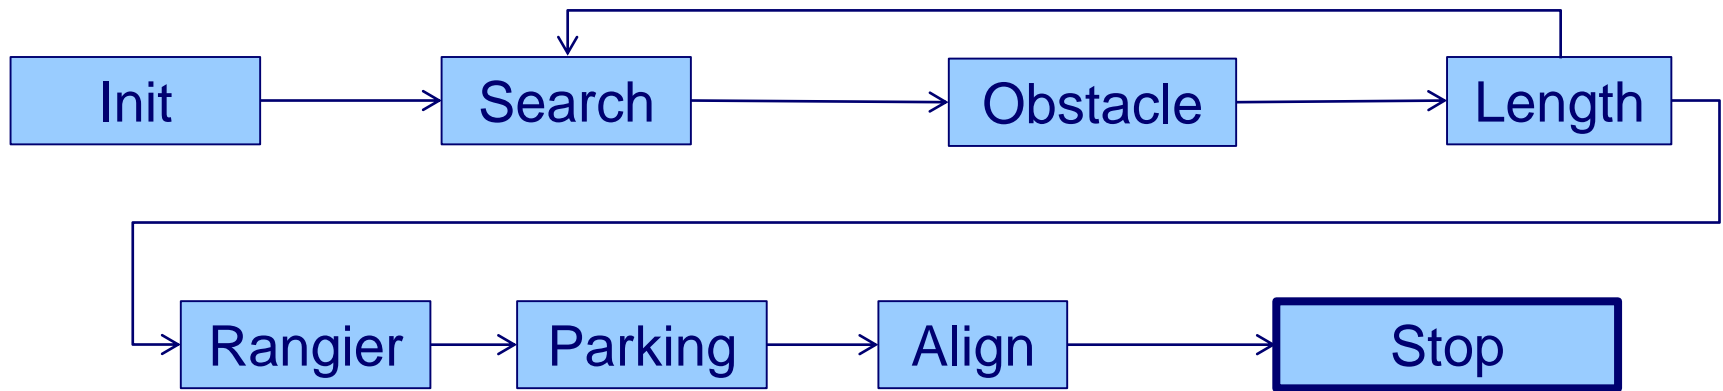 Init
Search
Obstacle
Length
Rangier
Parking
Align
Stop